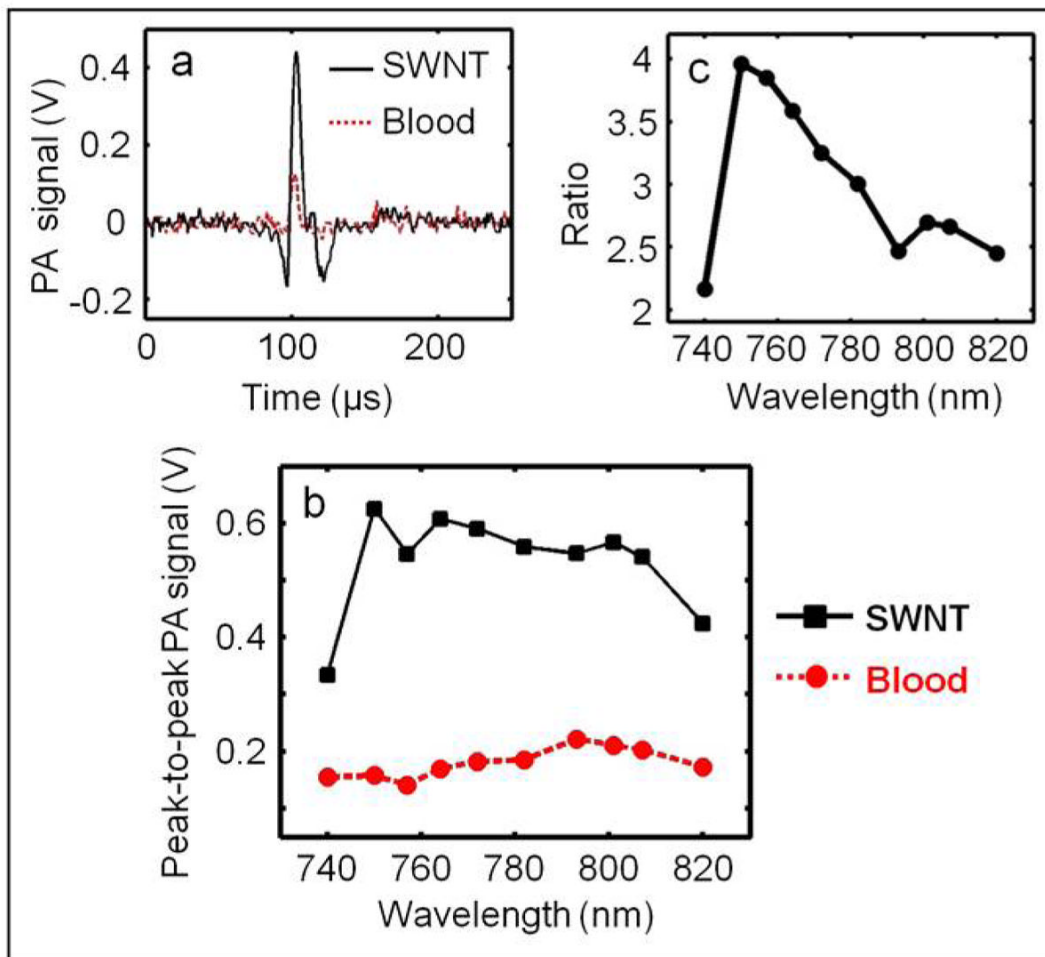 a
SWNT
Blood
PA signal (V)
0.4
0.2
0
-0.2
0
100
200
Time (µs)
c
Ratio
4
3.5
3
2.5
2
740 760 780 800 820
Wavelength (nm)
b
Peak-to-peak PA signal (V)
0.6
0.4
0.2
740 760 780 800 820
Wavelength (nm)
SWNT
Blood